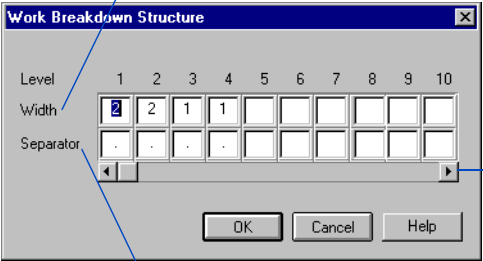 Work Breakdown Structure
Level 1 2 3 4 5 6 7 8 9 10
Width 2 2 1 1
Separator . . . .
OK Cancel Help